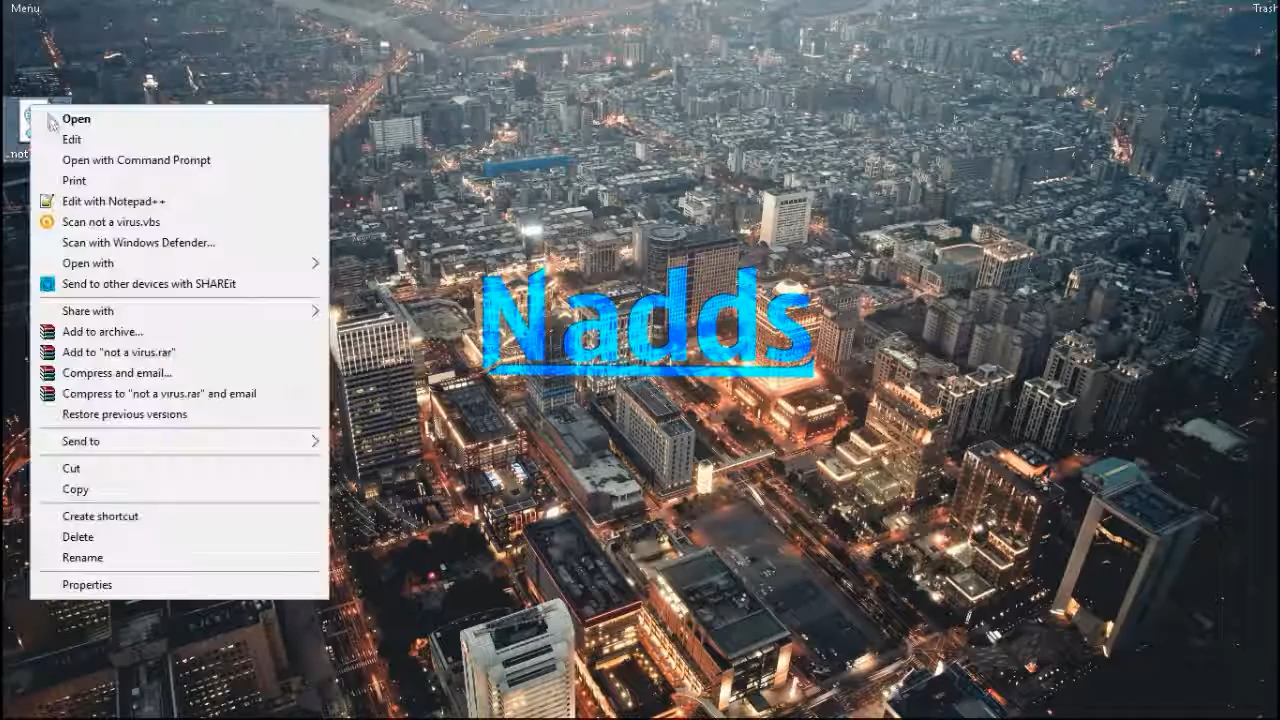 Menu
Trash
...not
Open
Edit
Open with Command Prompt
Print
Edit with Notepad++
Scan not a virus.vbs
Scan with Windows Defender...
Open with
Send to other devices with SHAREit
Share with
Add to archive...
Add to "not a virus.rar"
Compress and email...
Compress to "not a virus.rar" and email
Restore previous versions
Send to
Cut
Copy
Create shortcut
Delete
Rename
Properties
Nadds